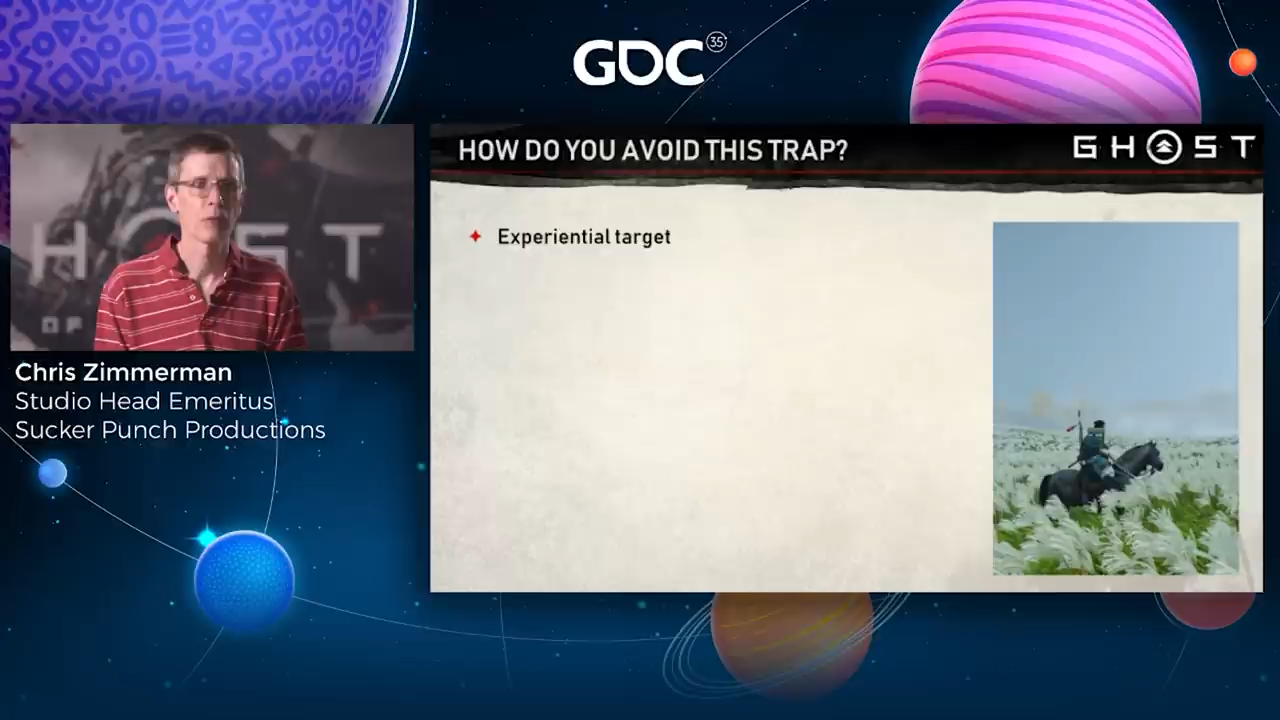 GDC 35
HOW DO YOU AVOID THIS TRAP?
GHOST
Experiential target
H O S T
OF
Chris Zimmerman
Studio Head Emeritus
Sucker Punch Productions